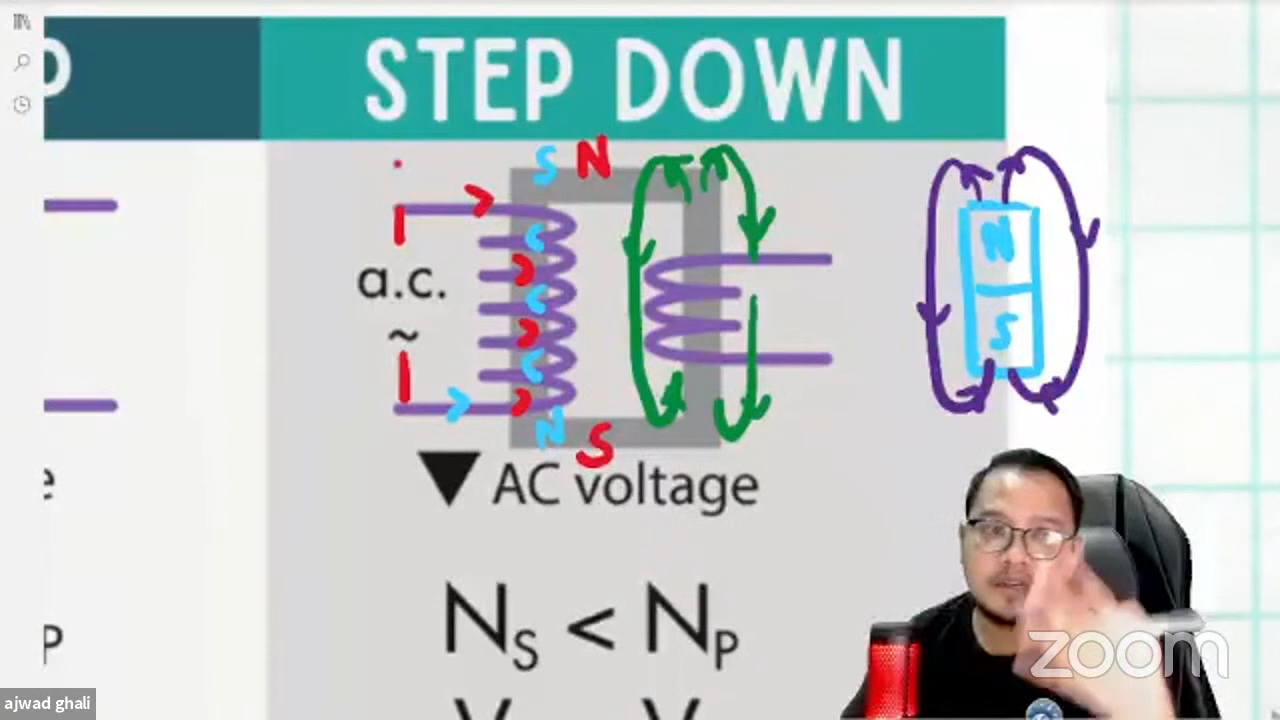 STEP DOWN
S N
a.c.
~
N S
AC voltage
N
S
NS < NP
P
e
zoom
ajwad ghali